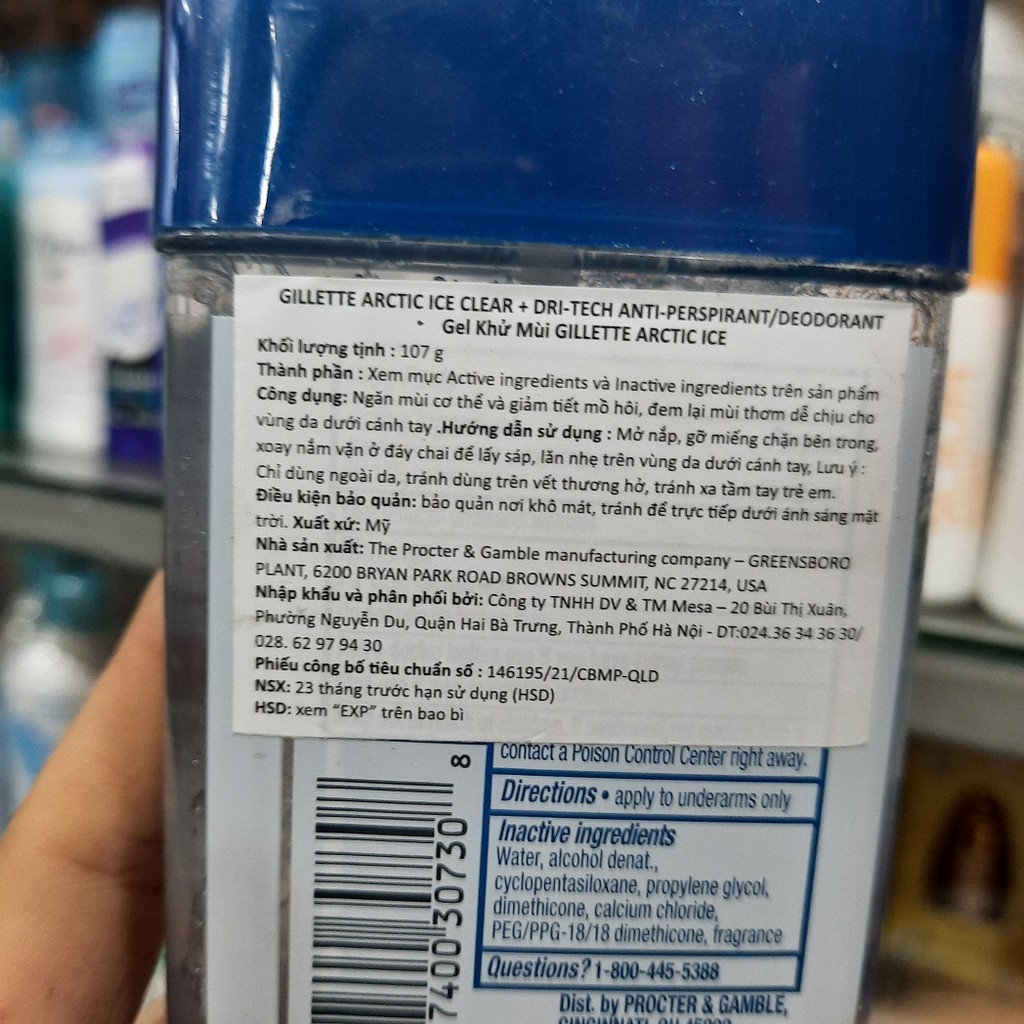 GILLETTE ARCTIC ICE CLEAR + DRI-TECH ANTI-PERSPIRANT/DEODORANT
Gel Khử Mùi GILLETTE ARCTIC ICE
Khối lượng tịnh : 107 g
Thành phần : Xem mục Active ingredients và Inactive ingredients trên sản phẩm
Công dụng: Ngăn mùi cơ thể và giảm tiết mồ hôi, đem lại mùi thơm dễ chịu cho
vùng da dưới cánh tay .Hướng dẫn sử dụng : Mở nắp, gỡ miếng chặn bên trong,
xoay nắm vặn ở đáy chai để lấy sáp, lăn nhẹ trên vùng da dưới cánh tay, Lưu ý :
Chỉ dùng ngoài da, tránh dùng trên vết thương hở, tránh xa tầm tay trẻ em.
Điều kiện bảo quản: bảo quản nơi khô mát, tránh để trực tiếp dưới ánh sáng mặt
trời. Xuất xứ: Mỹ
Nhà sản xuất: The Procter & Gamble manufacturing company – GREENSBORO
PLANT, 6200 BRYAN PARK ROAD BROWNS SUMMIT, NC 27214, USA
Nhập khẩu và phân phối bởi: Công ty TNHH DV & TM Mesa – 20 Bùi Thị Xuân,
Phường Nguyễn Du, Quận Hai Bà Trưng, Thành Phố Hà Nội - DT:024.36 34 36 30/
028. 62 97 94 30
Phiếu công bố tiêu chuẩn số : 146195/21/CBMP-QLD
NSX: 23 tháng trước hạn sử dụng (HSD)
HSD: xem “EXP” trên bao bì
contact a Poison Control Center right away.
Directions • apply to underarms only
Inactive ingredients
Water, alcohol denat.,
cyclopentasiloxane, propylene glycol,
dimethicone, calcium chloride,
PEG/PPG-18/18 dimethicone, fragrance
Questions? 1-800-445-5388
Dist. by PROCTER & GAMBLE,
7400 30730 8